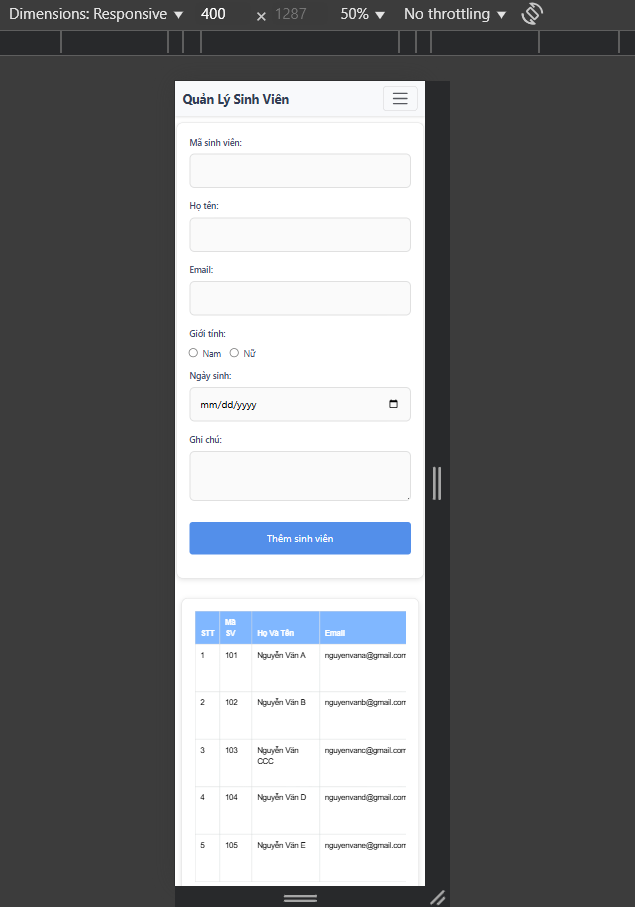 Dimensions: Responsive 400 × 1287 50% No throttling
Quản Lý Sinh Viên
Mã sinh viên:
Họ tên:
Email:
Giới tính:
Nam Nữ
Ngày sinh:
mm/dd/yyyy
Ghi chú:
Thêm sinh viên
STT Mã SV Họ Và Tên Email
1 101 Nguyễn Văn A nguyenvana@gmail.com
2 102 Nguyễn Văn B nguyenvanb@gmail.com
3 103 Nguyễn Văn CCC nguyenvanc@gmail.com
4 104 Nguyễn Văn D nguyenvand@gmail.com
5 105 Nguyễn Văn E nguyenvane@gmail.com